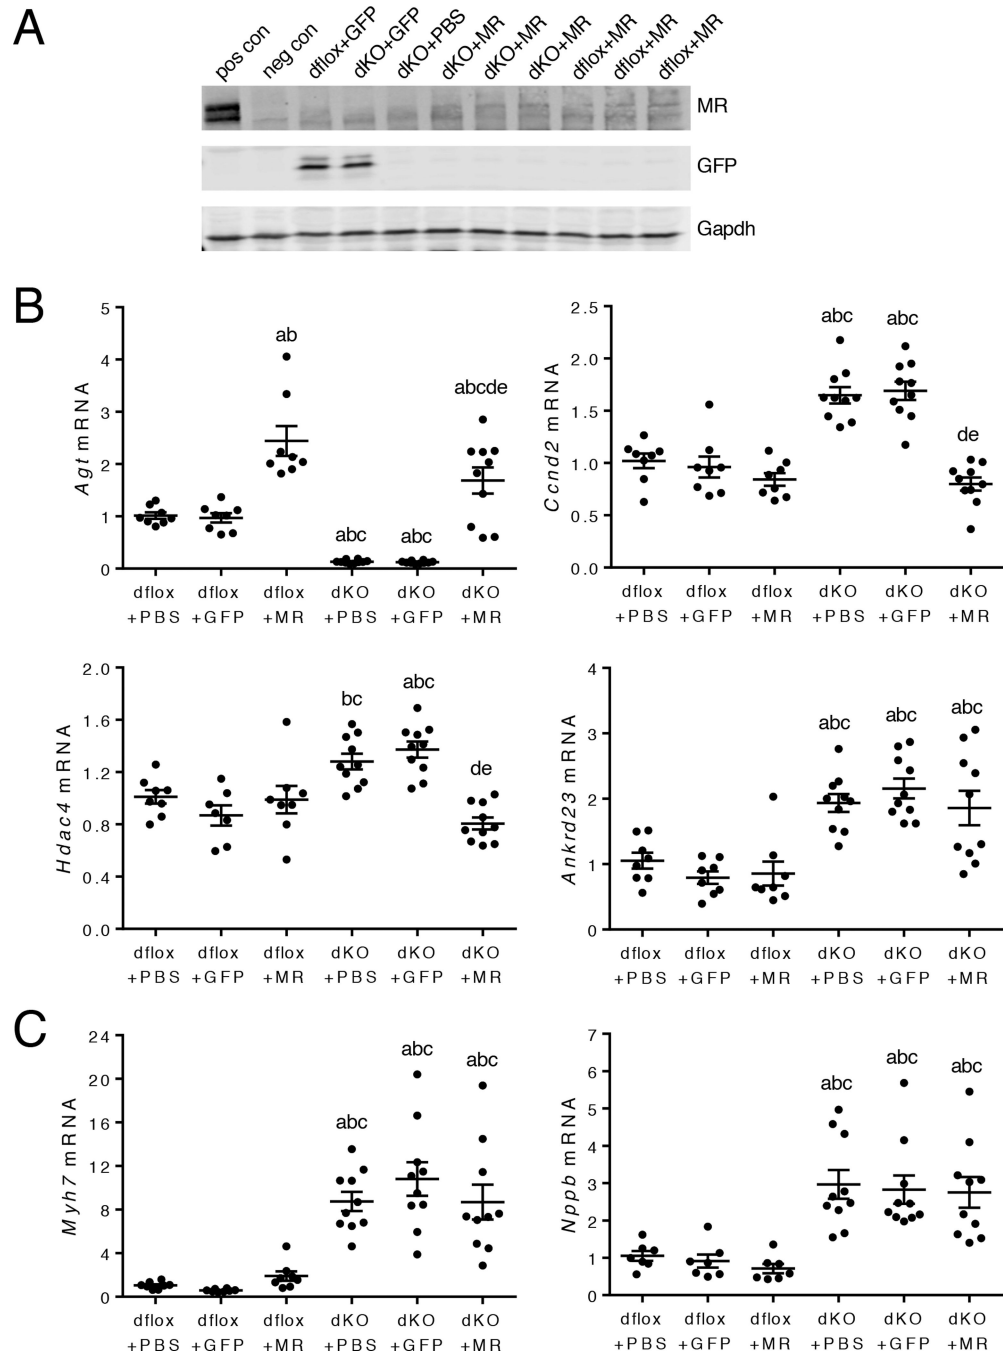 A
pos con
neg con
dflox+GFP
dKO+GFP
dKO+PBS
dKO+MR
dKO+MR
dKO+MR
dflox+MR
dflox+MR
dflox+MR
MR
GFP
Gapdh
B
Agt mRNA
5
4
3
2
1
0
ab
abc
abc
abcde
dflox dflox dflox dKO dKO dKO
+PBS +GFP +MR +PBS +GFP +MR
Ccnd2 mRNA
2.5
2.0
1.5
1.0
0.5
0.0
abc
abc
de
dflox dflox dflox dKO dKO dKO
+PBS +GFP +MR +PBS +GFP +MR
Hdac4 mRNA
2.0
1.6
1.2
0.8
0.4
0.0
bc
abc
de
dflox dflox dflox dKO dKO dKO
+PBS +GFP +MR +PBS +GFP +MR
Ankrd23 mRNA
4
3
2
1
0
abc
abc
abc
dflox dflox dflox dKO dKO dKO
+PBS +GFP +MR +PBS +GFP +MR
C
Myh7 mRNA
24
20
16
12
8
4
0
abc
abc
abc
dflox dflox dflox dKO dKO dKO
+PBS +GFP +MR +PBS +GFP +MR
Nppb mRNA
7
6
5
4
3
2
1
0
abc
abc
abc
dflox dflox dflox dKO dKO dKO
+PBS +GFP +MR +PBS +GFP +MR